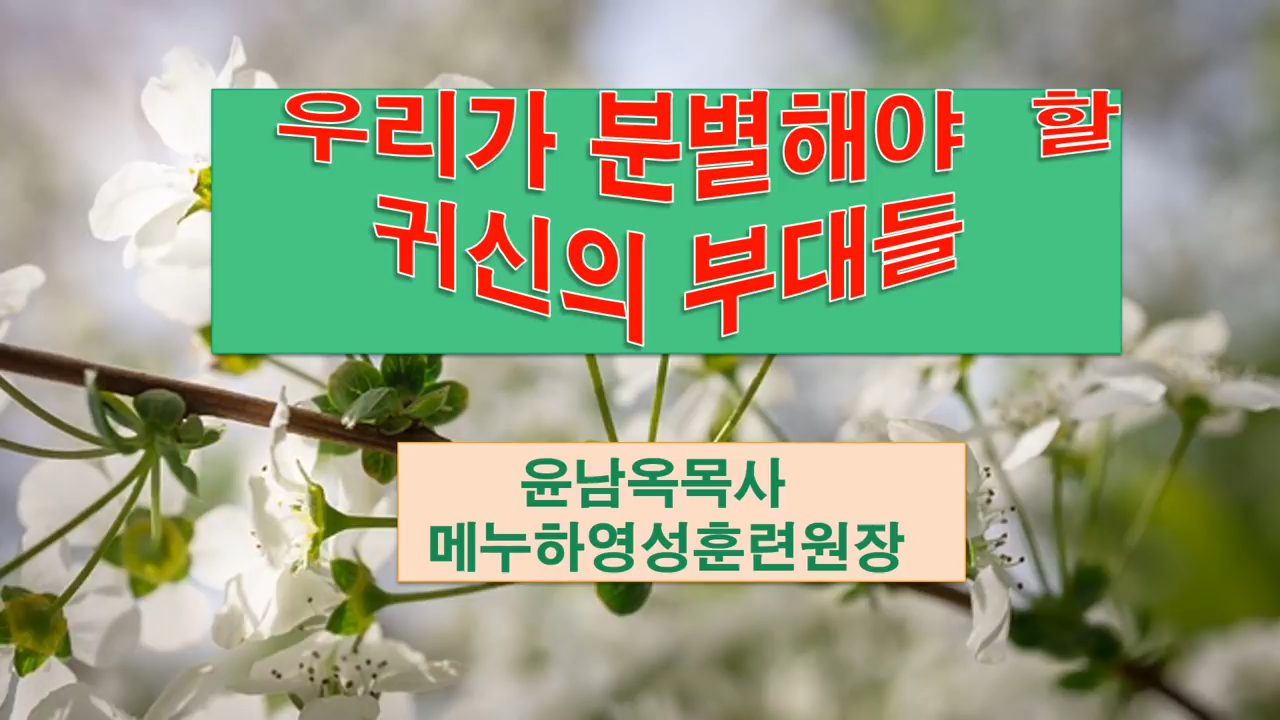 우리가 분별해야 할
귀신의 부대들
윤남옥목사
메누하영성훈련원장